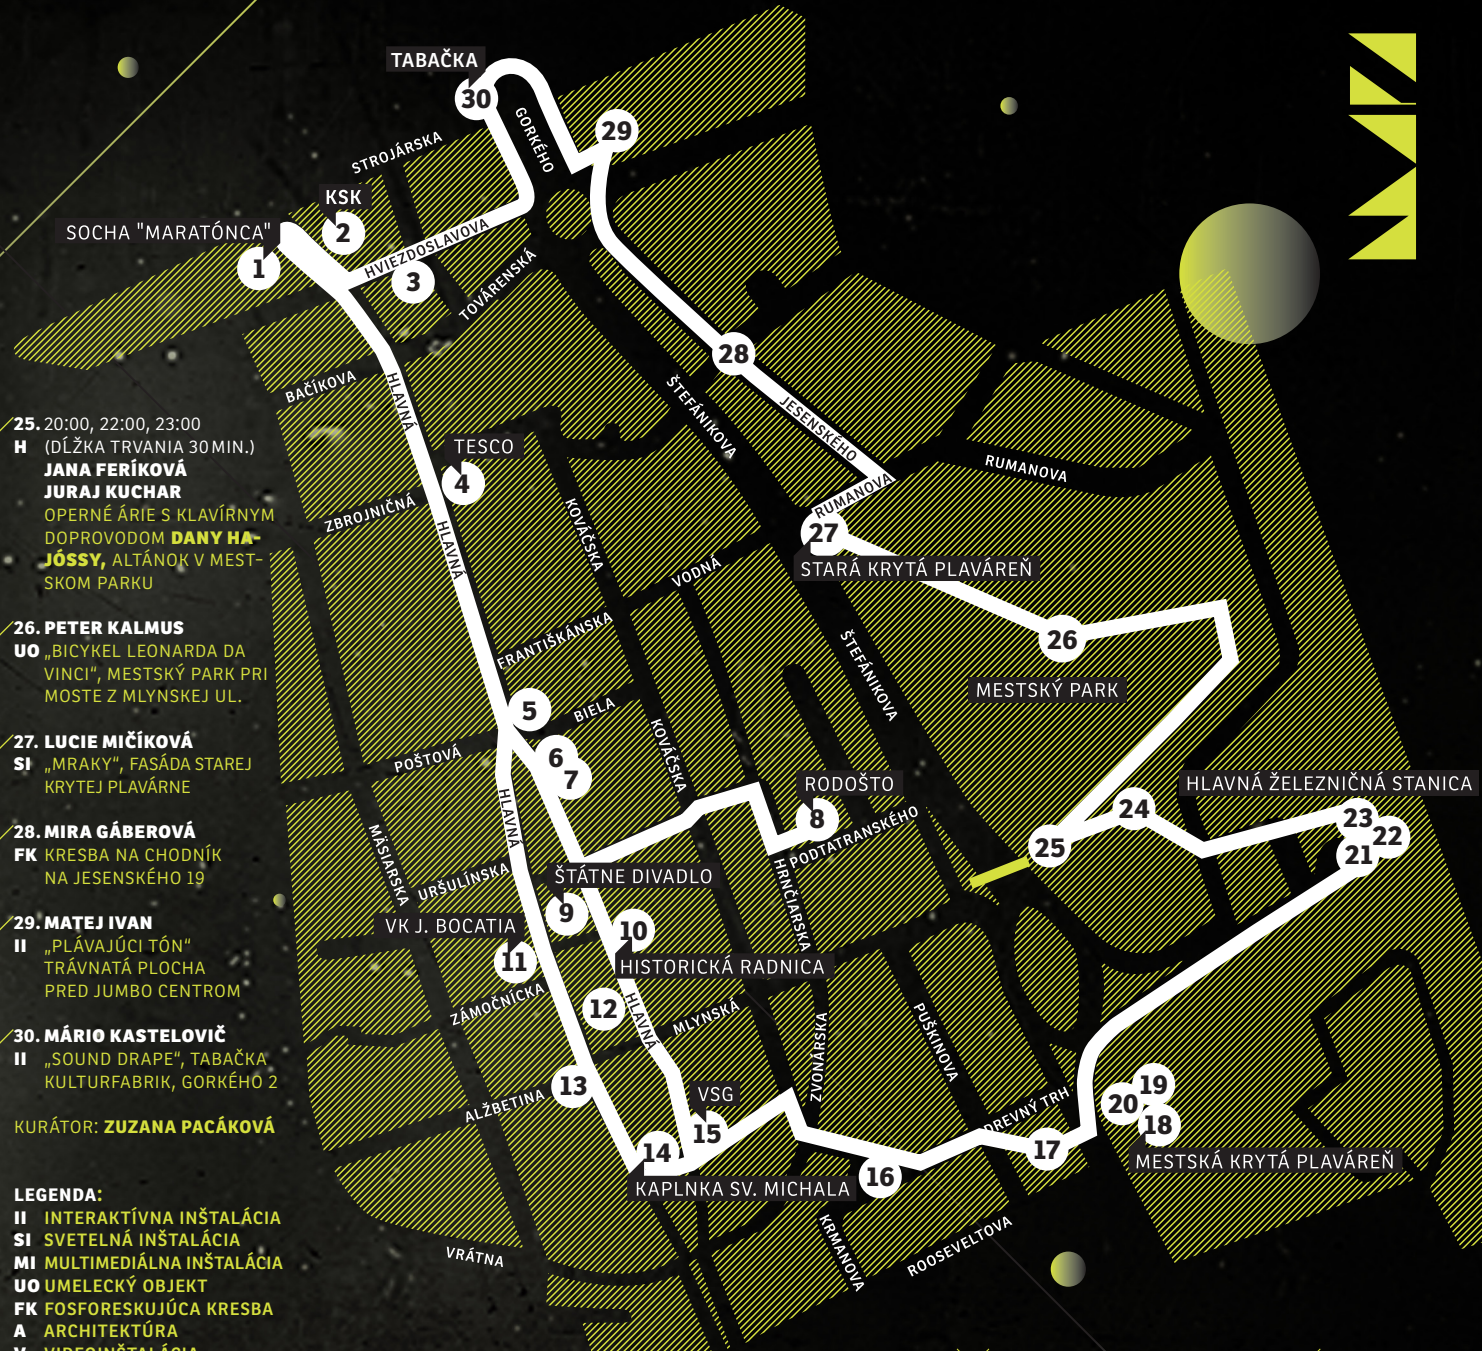 TABAČKA
30
GORKÉHO
29
STROJÁRSKA
KSK
2
SOCHA "MARATÓNCA"
1
HVIEZDOSLAVOVA
3
TOVÁRENSKÁ
28
BAČÍKOVA
HLAVNÁ
ŠTEFÁNIKOVA
JESENSKÉHO
RUMANOVA
RUMANOVA
TESCO
4
ZBROJNIČNÁ
KOVÁČSKA
HLAVNÁ
27
STARÁ KRYTÁ PLAVÁREŇ
VODNÁ
FRANTIŠKÁNSKA
26
MESTSKÝ PARK
ŠTEFÁNIKOVA
5
BIELA
KOVÁČSKA
POŠTOVÁ
6
7
HLAVNÁ
RODOŠTO
8
PODTATRANSKÉHO
HLAVNÁ ŽELEZNIČNÁ STANICA
24
23
22
21
25
MÄSIARSKA
URŠULÍNSKA
ŠTÁTNE DIVADLO
9
HRNČIARSKA
VK J. BOCATIA
11
10
HISTORICKÁ RADNICA
12
ZÁMOČNÍCKA
HLAVNÁ
MLYNSKÁ
ZVONÁRSKA
PUŠKINOVA
13
ALŽBETINA
VSG
15
14
KAPLNKA SV. MICHALA
16
DREVNÝ TRH
17
19
20
18
MESTSKÁ KRYTÁ PLAVÁREŇ
VRÁTNA
KRMANOVA
ROOSEVELTOVA
25. 20:00, 22:00, 23:00
H (DĹŽKA TRVANIA 30 MIN.)
JANA FERÍKOVÁ
JURAJ KUCHAR
OPERNÉ ÁRIE S KLAVÍRNYM
DOPROVODOM DANY HA-
JÓSSY, ALTÁNOK V MEST-
SKOM PARKU
26. PETER KALMUS
UO „BICYKEL LEONARDA DA
VINCI“, MESTSKÝ PARK PRI
MOSTE Z MLYNSKEJ UL.
27. LUCIE MIČÍKOVÁ
SI „MRAKY“, FASÁDA STAREJ
KRYTEJ PLAVÁRNE
28. MIRA GÁBEROVÁ
FK KRESBA NA CHODNÍK
NA JESENSKÉHO 19
29. MATEJ IVAN
II „PLÁVAJÚCI TÓN“
TRÁVNATÁ PLOCHA
PRED JUMBO CENTROM
30. MÁRIO KASTELOVIČ
II „SOUND DRAPE“, TABAČKA
KULTURFABRIK, GORKÉHO 2
KURÁTOR: ZUZANA PACÁKOVÁ
LEGENDA:
II INTERAKTÍVNA INŠTALÁCIA
SI SVETELNÁ INŠTALÁCIA
MI MULTIMEDIÁLNA INŠTALÁCIA
UO UMELECKÝ OBJEKT
FK FOSFORESKUJÚCA KRESBA
A ARCHITEKTÚRA
V VIDEOINŠTALÁCIA